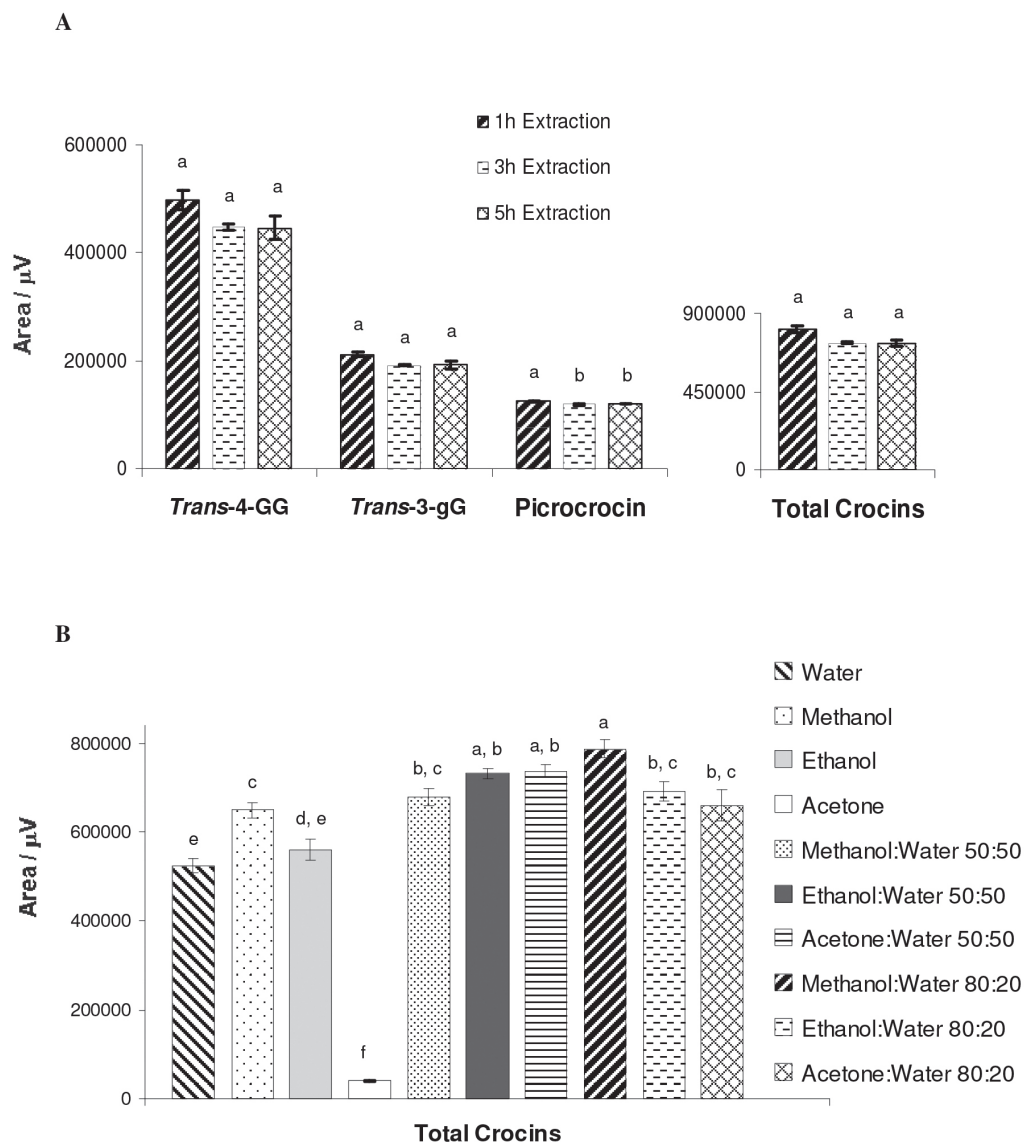 A
1h Extraction
3h Extraction
5h Extraction
600000
400000
200000
0
Area / µV
a
a
a
a
a
a
a
b
b
Trans-4-GG
Trans-3-gG
Picrocrocin
900000
450000
0
a
a
a
Total Crocins
B
800000
600000
400000
200000
0
Area / µV
e
c
d, e
f
b, c
a, b
a, b
a
b, c
b, c
Total Crocins
Water
Methanol
Ethanol
Acetone
Methanol:Water 50:50
Ethanol:Water 50:50
Acetone:Water 50:50
Methanol:Water 80:20
Ethanol:Water 80:20
Acetone:Water 80:20